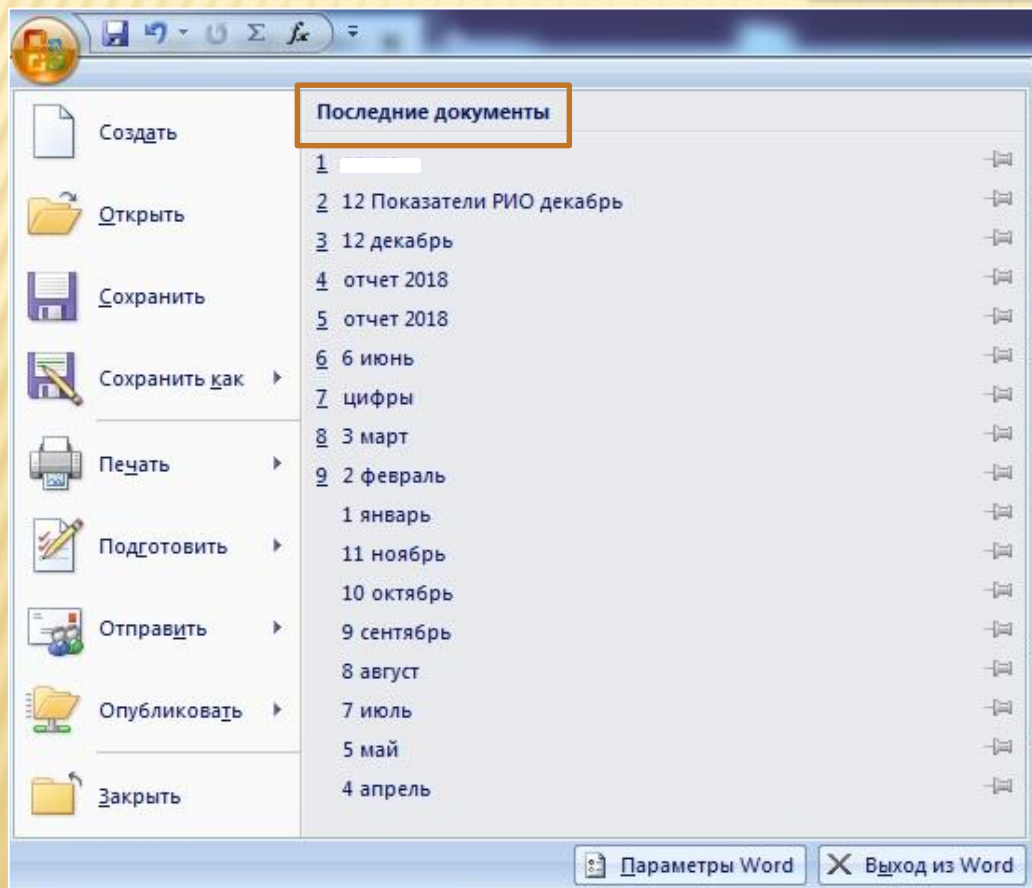 Σ fx
Создать
Открыть
Сохранить
Сохранить как
Печать
Подготовить
Отправить
Опубликовать
Закрыть
Последние документы
1
2 12 Показатели РИО декабрь
3 12 декабрь
4 отчет 2018
5 отчет 2018
6 6 июнь
7 цифры
8 3 март
9 2 февраль
1 январь
11 ноябрь
10 октябрь
9 сентябрь
8 август
7 июль
5 май
4 апрель
Параметры Word
Выход из Word